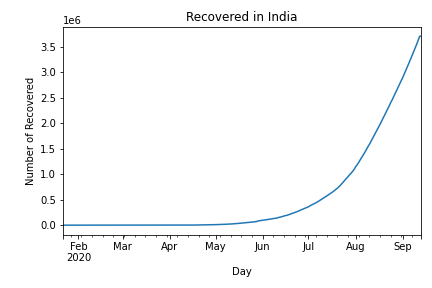 Recovered in India
1e6
Number of Recovered
3.5
3.0
2.5
2.0
1.5
1.0
0.5
0.0
Feb Mar Apr May Jun Jul Aug Sep
2020
Day